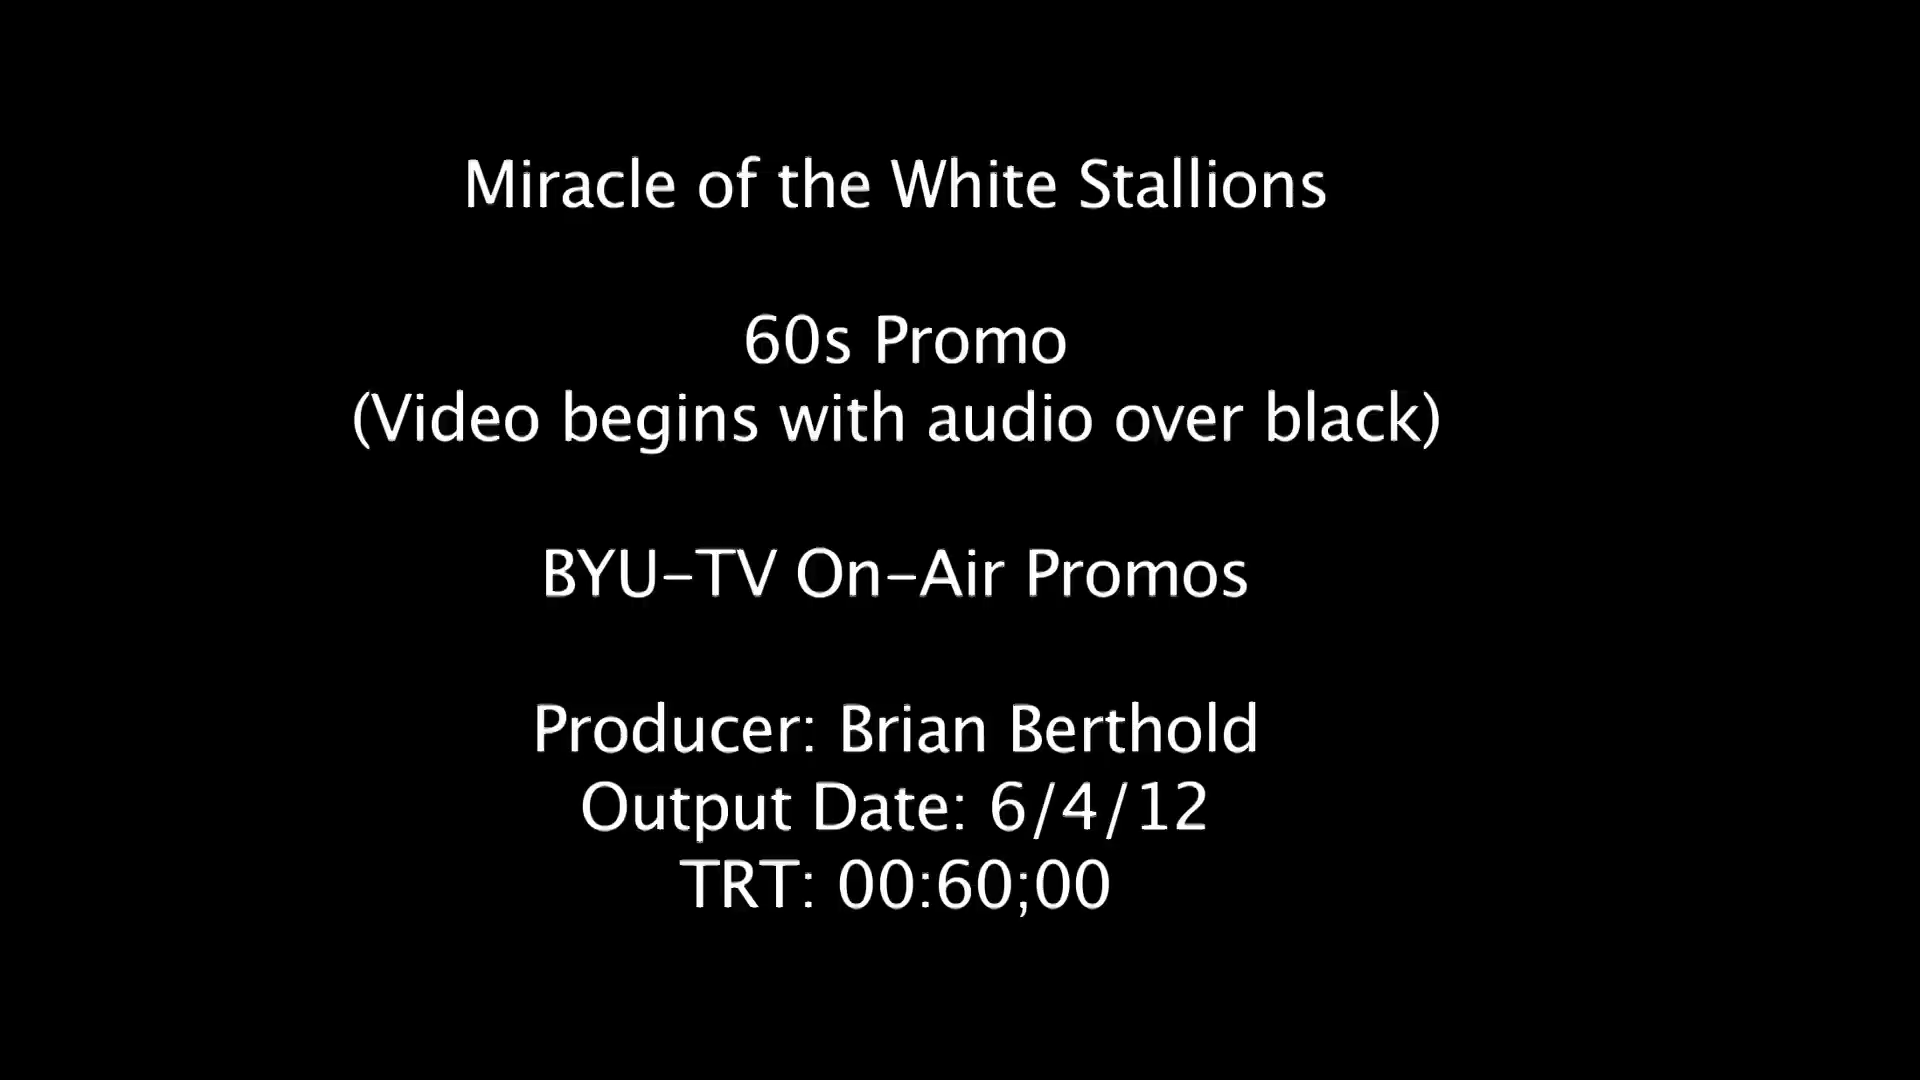 Miracle of the White Stallions
60s Promo
(Video begins with audio over black)
BYU-TV On-Air Promos
Producer: Brian Berthold
Output Date: 6/4/12
TRT: 00:60;00